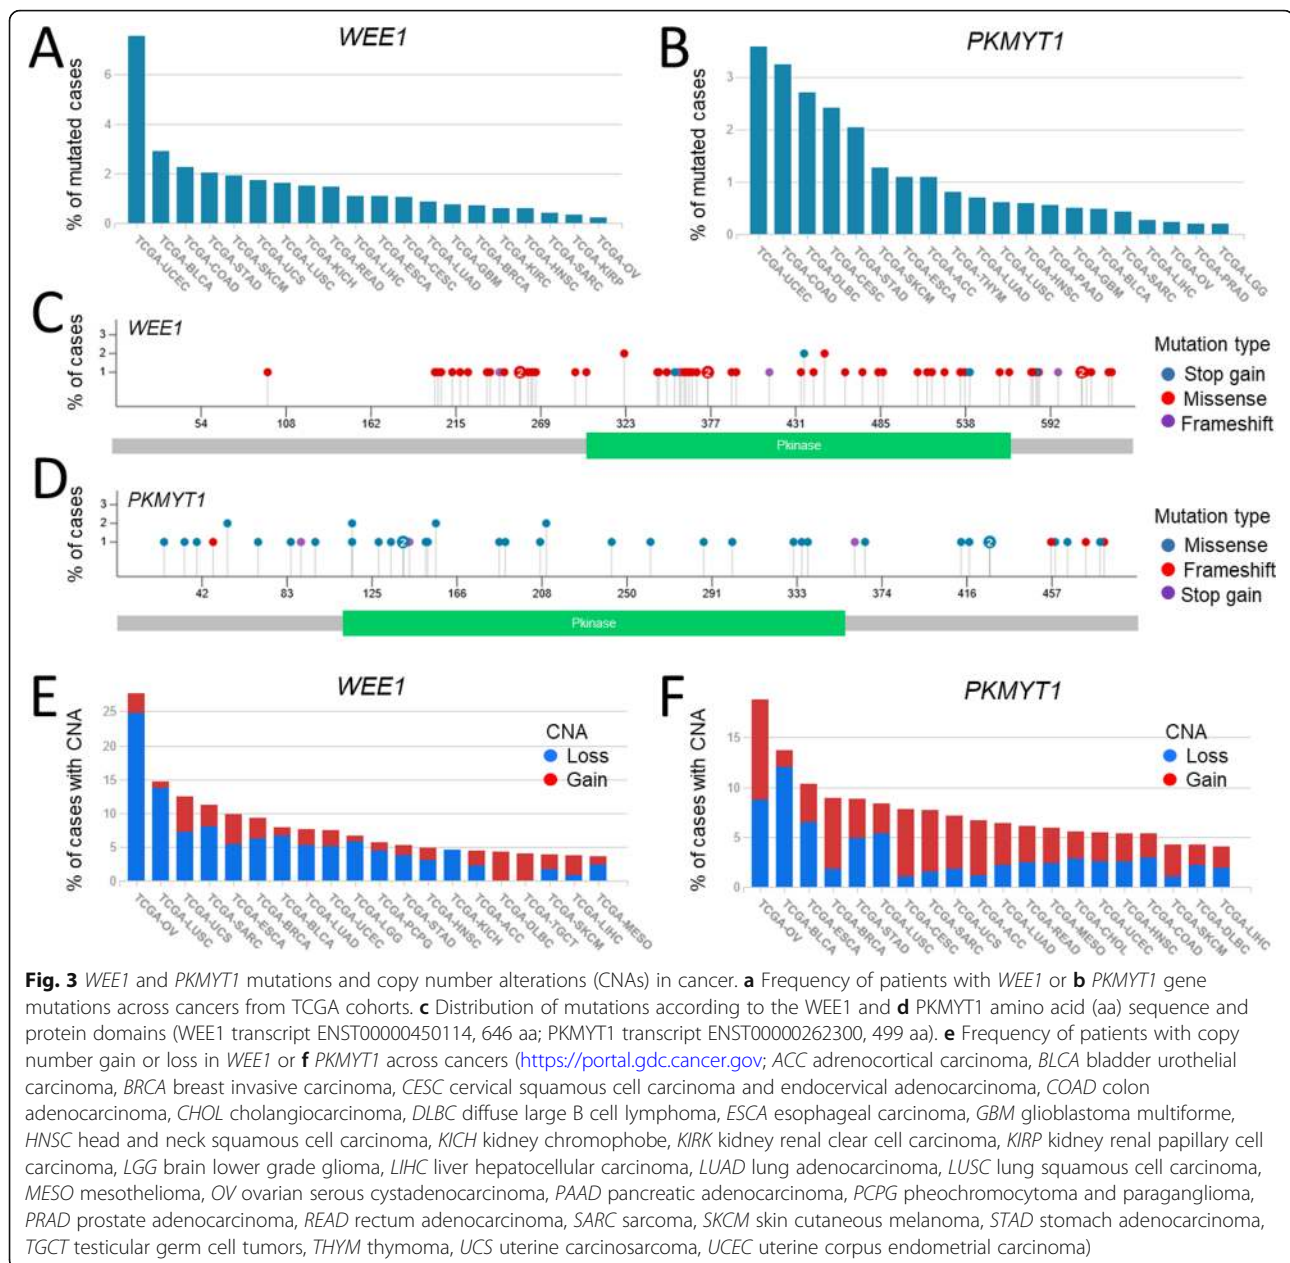 A
WEE1
% of mutated cases
6
4
2
0
TCGA-UCEC
TCGA-BLCA
TCGA-COAD
TCGA-STAD
TCGA-SKCM
TCGA-UCS
TCGA-LUSC
TCGA-KICH
TCGA-READ
TCGA-LIHC
TCGA-ESCA
TCGA-CESC
TCGA-LUAD
TCGA-GBM
TCGA-BRCA
TCGA-KIRC
TCGA-HNSC
TCGA-SARC
TCGA-KIRP
TCGA-OV
B
PKMYT1
% of mutated cases
3
2
1
0
TCGA-UCEC
TCGA-COAD
TCGA-DLBC
TCGA-CESC
TCGA-STAD
TCGA-SKCM
TCGA-ESCA
TCGA-ACC
TCGA-THYM
TCGA-LUAD
TCGA-LUSC
TCGA-HNSC
TCGA-PAAD
TCGA-GBM
TCGA-BLCA
TCGA-SARC
TCGA-LIHC
TCGA-OV
TCGA-PRAD
TCGA-LGG
C
WEE1
% of cases
3
2
1
2 2 2
54 108 162 215 269 323 377 431 485 538 592
Pkinase
Mutation type
Stop gain
Missense
Frameshift
D
PKMYT1
% of cases
3
2
1
2 2
42 83 125 166 208 250 291 333 374 416 457
Pkinase
Mutation type
Missense
Frameshift
Stop gain
E
WEE1
% of cases with CNA
25
20
15
10
5
0
CNA
Loss
Gain
TCGA-OV
TCGA-LUSC
TCGA-UCS
TCGA-SARC
TCGA-ESCA
TCGA-BRCA
TCGA-BLCA
TCGA-LUAD
TCGA-UCEC
TCGA-LGG
TCGA-PCPG
TCGA-STAD
TCGA-HNSC
TCGA-KICH
TCGA-ACC
TCGA-DLBC
TCGA-TGCT
TCGA-SKCM
TCGA-LIHC
TCGA-MESO
F
PKMYT1
% of cases with CNA
15
10
5
0
CNA
Loss
Gain
TCGA-OV
TCGA-BLCA
TCGA-ESCA
TCGA-BRCA
TCGA-STAD
TCGA-LUSC
TCGA-CESC
TCGA-SARC
TCGA-UCS
TCGA-ACC
TCGA-LUAD
TCGA-READ
TCGA-MESO
TCGA-CHOL
TCGA-UCEC
TCGA-HNSC
TCGA-COAD
TCGA-SKCM
TCGA-DLBC
TCGA-LIHC
Fig. 3 WEE1 and PKMYT1 mutations and copy number alterations (CNAs) in cancer. a Frequency of patients with WEE1 or b PKMYT1 gene
mutations across cancers from TCGA cohorts. c Distribution of mutations according to the WEE1 and d PKMYT1 amino acid (aa) sequence and
protein domains (WEE1 transcript ENST00000450114, 646 aa; PKMYT1 transcript ENST00000262300, 499 aa). e Frequency of patients with copy
number gain or loss in WEE1 or f PKMYT1 across cancers (https://portal.gdc.cancer.gov; ACC adrenocortical carcinoma, BLCA bladder urothelial
carcinoma, BRCA breast invasive carcinoma, CESC cervical squamous cell carcinoma and endocervical adenocarcinoma, COAD colon
adenocarcinoma, CHOL cholangiocarcinoma, DLBC diffuse large B cell lymphoma, ESCA esophageal carcinoma, GBM glioblastoma multiforme,
HNSC head and neck squamous cell carcinoma, KICH kidney chromophobe, KIRK kidney renal clear cell carcinoma, KIRP kidney renal papillary cell
carcinoma, LGG brain lower grade glioma, LIHC liver hepatocellular carcinoma, LUAD lung adenocarcinoma, LUSC lung squamous cell carcinoma,
MESO mesothelioma, OV ovarian serous cystadenocarcinoma, PAAD pancreatic adenocarcinoma, PCPG pheochromocytoma and paraganglioma,
PRAD prostate adenocarcinoma, READ rectum adenocarcinoma, SARC sarcoma, SKCM skin cutaneous melanoma, STAD stomach adenocarcinoma,
TGCT testicular germ cell tumors, THYM thymoma, UCS uterine carcinosarcoma, UCEC uterine corpus endometrial carcinoma)